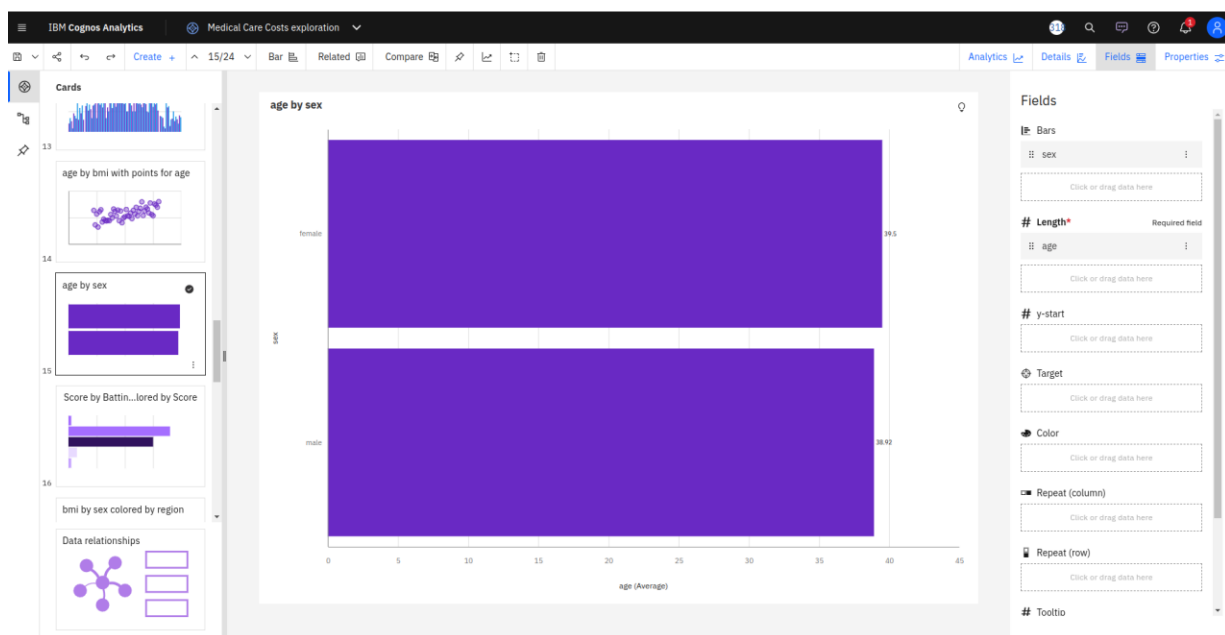 IBM Cognos Analytics
Medical Care Costs exploration
318
1
15/24
Create +
Bar
Related
Compare
Analytics
Details
Fields
Properties
Cards
13
age by bmi with points for age
14
age by sex
15
Score by Battin...lored by Score
16
bmi by sex colored by region
Data relationships
age by sex
female
39.5
sex
male
38.92
0 5 10 15 20 25 30 35 40 45
age (Average)
Fields
Bars
sex
Click or drag data here
# Length* Required field
age
Click or drag data here
# y-start
Click or drag data here
Target
Click or drag data here
Color
Click or drag data here
Repeat (column)
Click or drag data here
Repeat (row)
Click or drag data here
# Tooltip